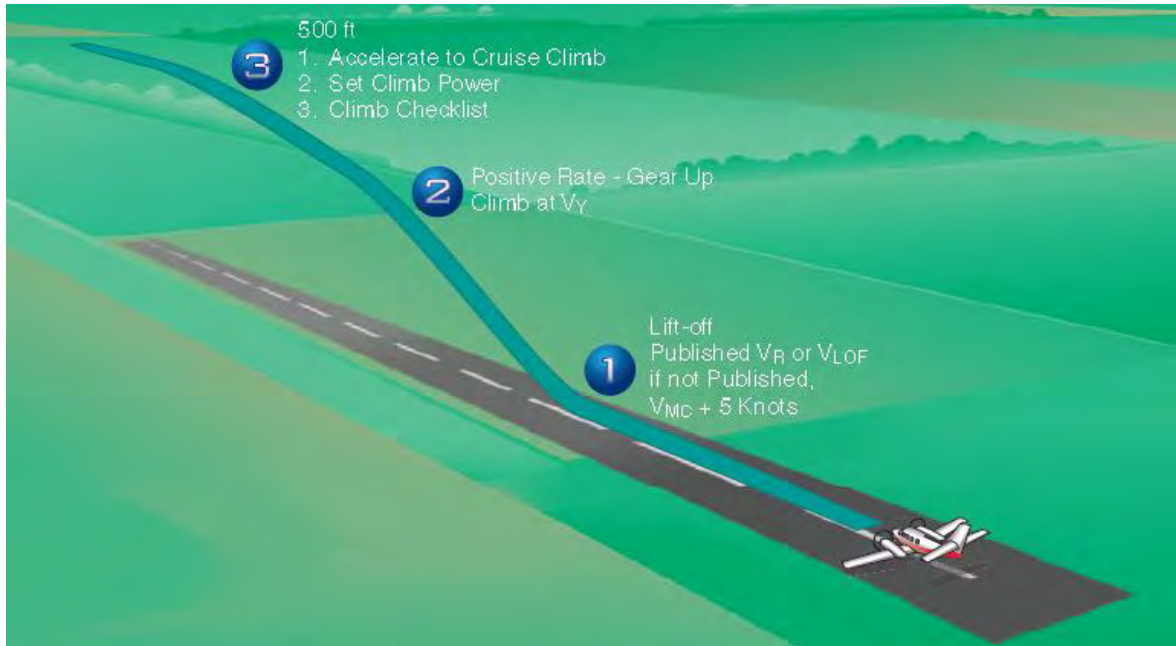 500 ft
3
1. Accelerate to Cruise Climb
2. Set Climb Power
3. Climb Checklist
2
Positive Rate - Gear Up
Climb at VY
1
Lift-off
Published VR or VLOF
if not Published,
VMC + 5 Knots